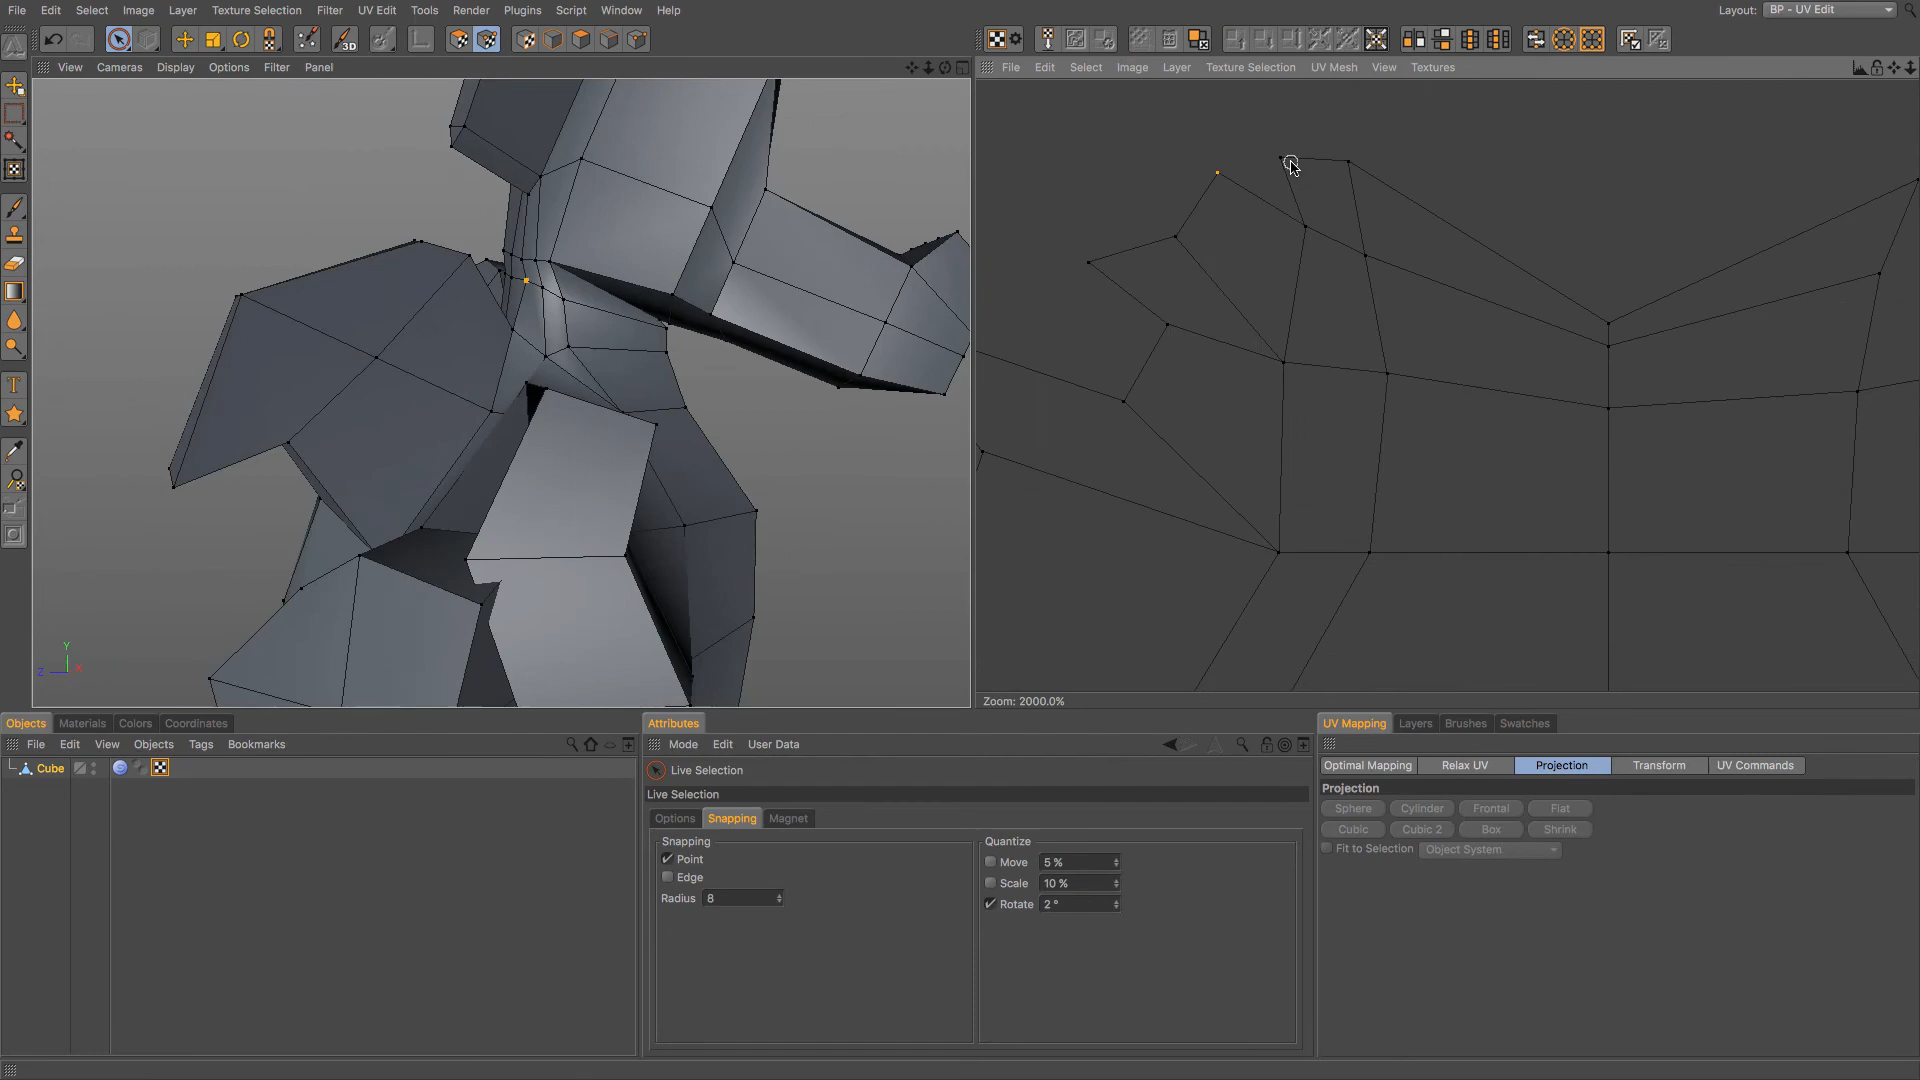 File Edit Select Image Layer Texture Selection Filter UV Edit Tools Render Plugins Script Window Help
Layout: BP - UV Edit
3D
View Cameras Display Options Filter Panel
File Edit Select Image Layer Texture Selection UV Mesh View Textures
Y
Z X
Zoom: 2000.0%
Objects Materials Colors Coordinates
Attributes
UV Mapping Layers Brushes Swatches
File Edit View Objects Tags Bookmarks
Mode Edit User Data
Cube
Live Selection
Optimal Mapping Relax UV Projection Transform UV Commands
Live Selection
Projection
Options Snapping Magnet
Sphere Cylinder Frontal Flat
Cubic Cubic 2 Box Shrink
Snapping Quantize
Fit to Selection Object System
Point Move 5 %
Edge Scale 10 %
Radius 8 Rotate 2 °